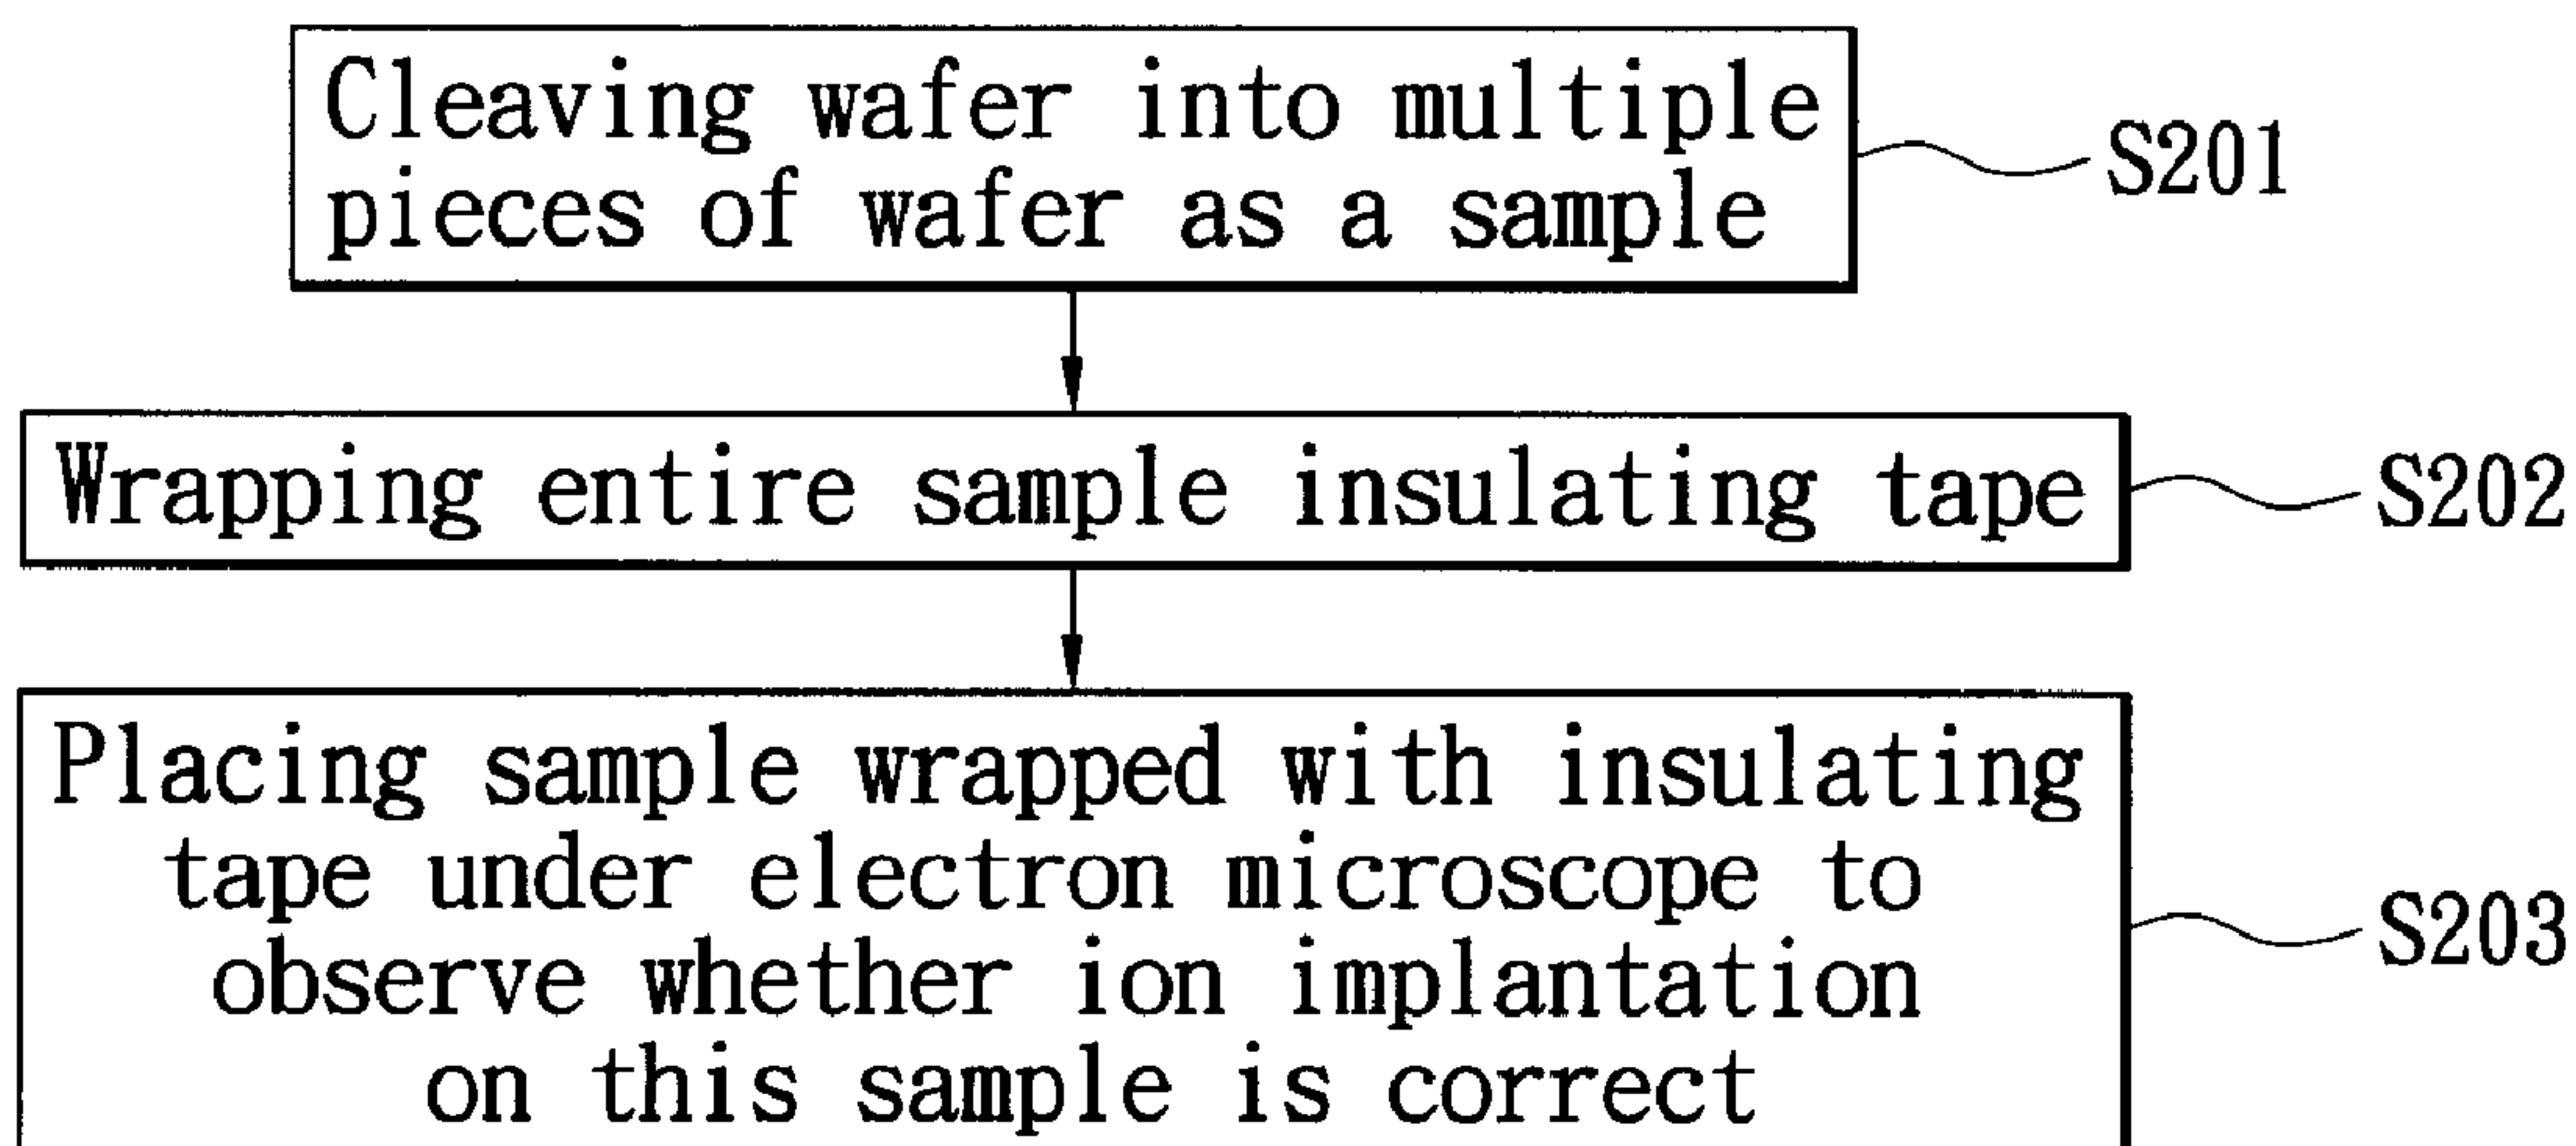 Cleaving wafer into multiple
pieces of wafer as a sample
S201
Wrapping entire sample insulating tape
S202
Placing sample wrapped with insulating
tape under electron microscope to
observe whether ion implantation
on this sample is correct
S203